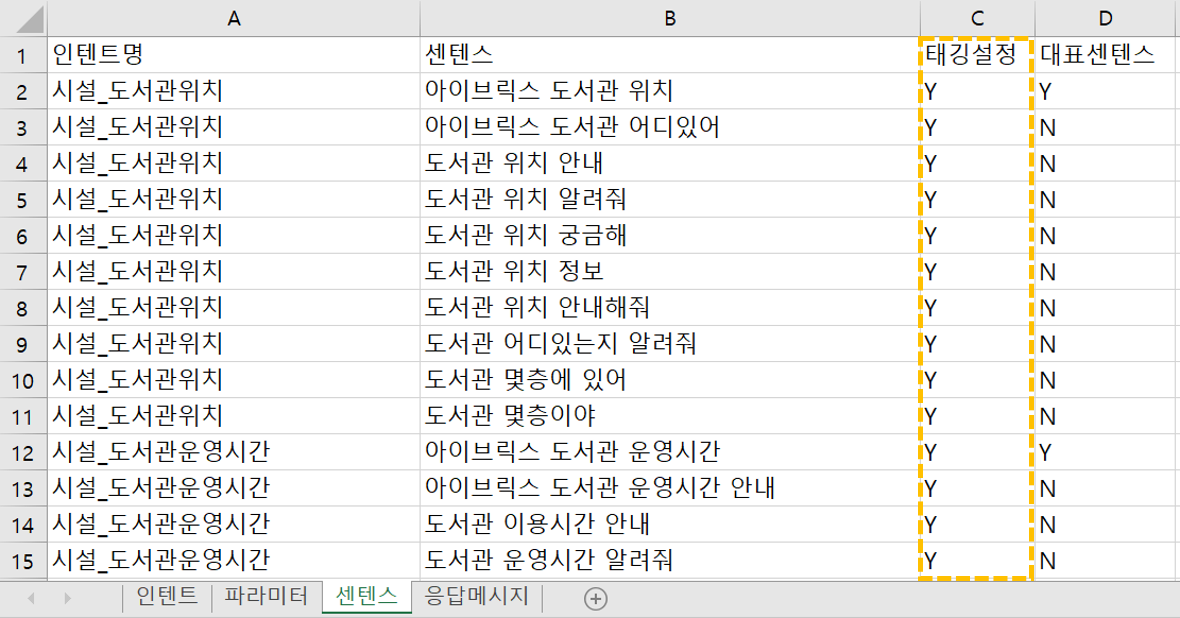 A B C D
1 인텐트명 센텐스 태깅설정 대표센텐스
2 시설_도서관위치 아이브릭스 도서관 위치 Y Y
3 시설_도서관위치 아이브릭스 도서관 어디있어 Y N
4 시설_도서관위치 도서관 위치 안내 Y N
5 시설_도서관위치 도서관 위치 알려줘 Y N
6 시설_도서관위치 도서관 위치 궁금해 Y N
7 시설_도서관위치 도서관 위치 정보 Y N
8 시설_도서관위치 도서관 위치 안내해줘 Y N
9 시설_도서관위치 도서관 어디있는지 알려줘 Y N
10 시설_도서관위치 도서관 몇층에 있어 Y N
11 시설_도서관위치 도서관 몇층이야 Y N
12 시설_도서관운영시간 아이브릭스 도서관 운영시간 Y Y
13 시설_도서관운영시간 아이브릭스 도서관 운영시간 안내 Y N
14 시설_도서관운영시간 도서관 이용시간 안내 Y N
15 시설_도서관운영시간 도서관 운영시간 알려줘 Y N
인텐트 파라미터 센텐스 응답메시지